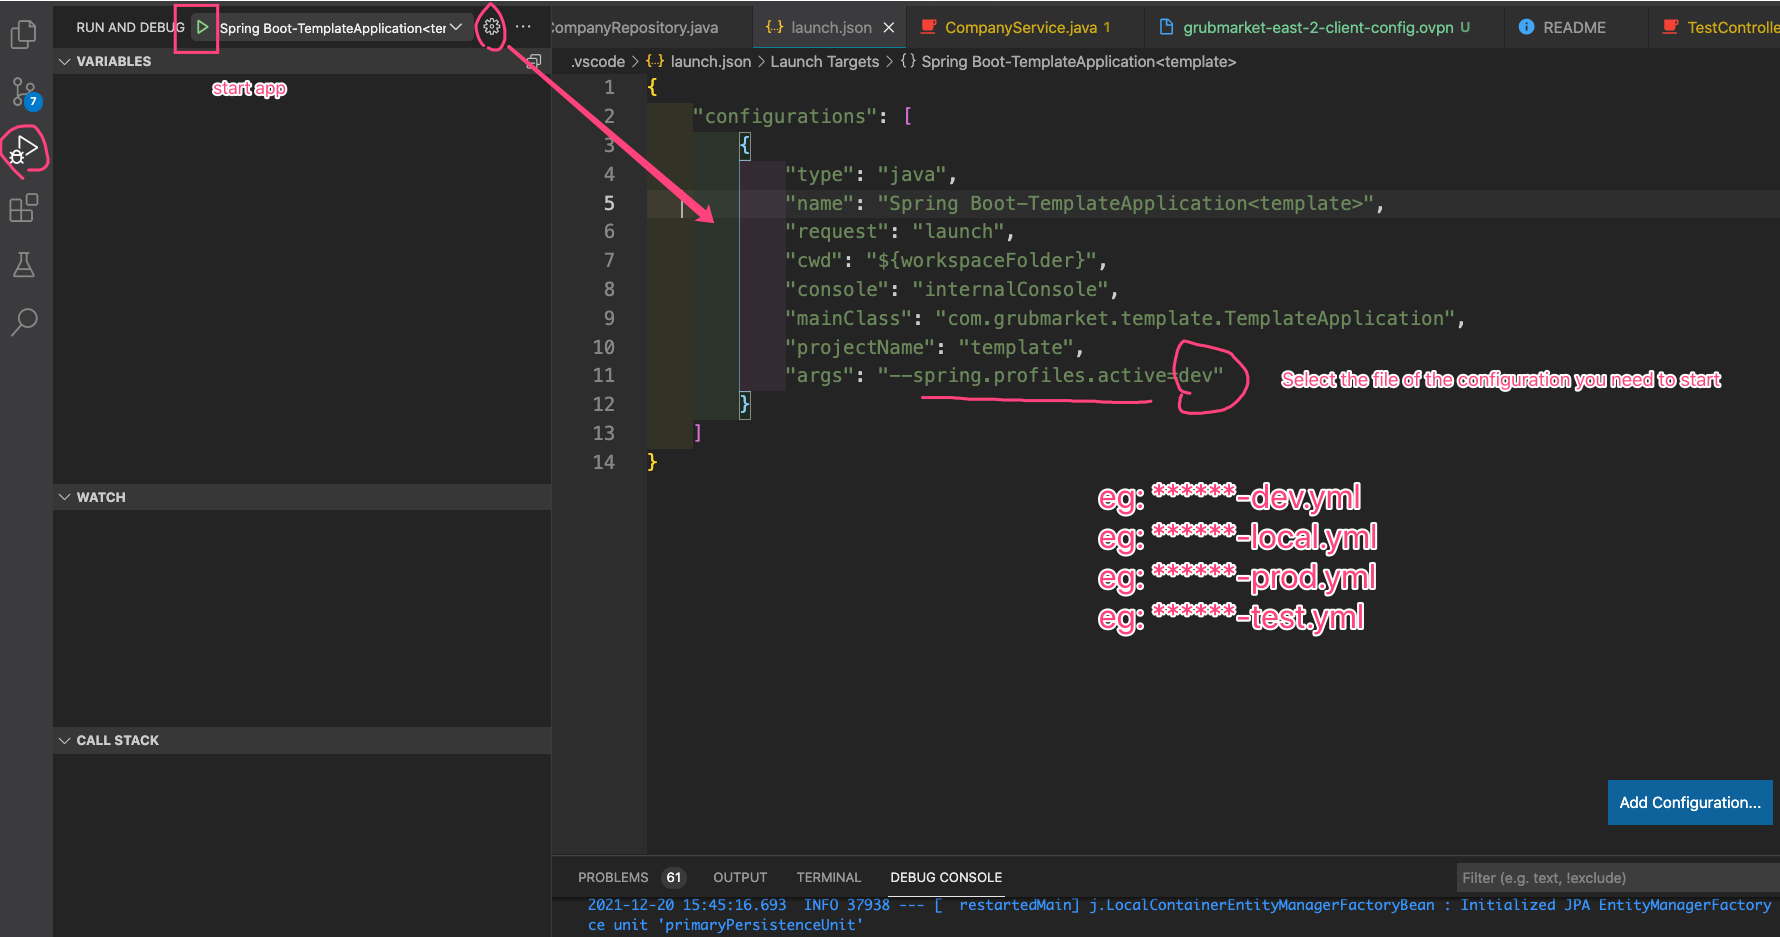 RUN AND DEBUG
Spring Boot-TemplateApplication<ter
ompanyRepository.java
launch.json
CompanyService.java 1
grubmarket-east-2-client-config.ovpn U
README
TestControlle
VARIABLES
.vscode > {..} launch.json > Launch Targets > {} Spring Boot-TemplateApplication<template>
start app
7
1 {
2 "configurations": [
3 {
4 "type": "java",
5 "name": "Spring Boot-TemplateApplication<template>",
6 "request": "launch",
7 "cwd": "${workspaceFolder}",
8 "console": "internalConsole",
9 "mainClass": "com.grubmarket.template.TemplateApplication",
10 "projectName": "template",
11 "args": "--spring.profiles.active=dev"
Select the file of the configuration you need to start
12 }
13 ]
14 }
eg: ******-dev.yml
eg: ******-local.yml
eg: ******-prod.yml
eg: ******-test.yml
WATCH
CALL STACK
Add Configuration...
PROBLEMS 61 OUTPUT TERMINAL DEBUG CONSOLE
Filter (e.g. text, !exclude)
2021-12-20 15:45:16.693 INFO 37938 --- [ restartedMain] j.LocalContainerEntityManagerFactoryBean : Initialized JPA EntityManagerFactory
ce unit 'primaryPersistenceUnit'